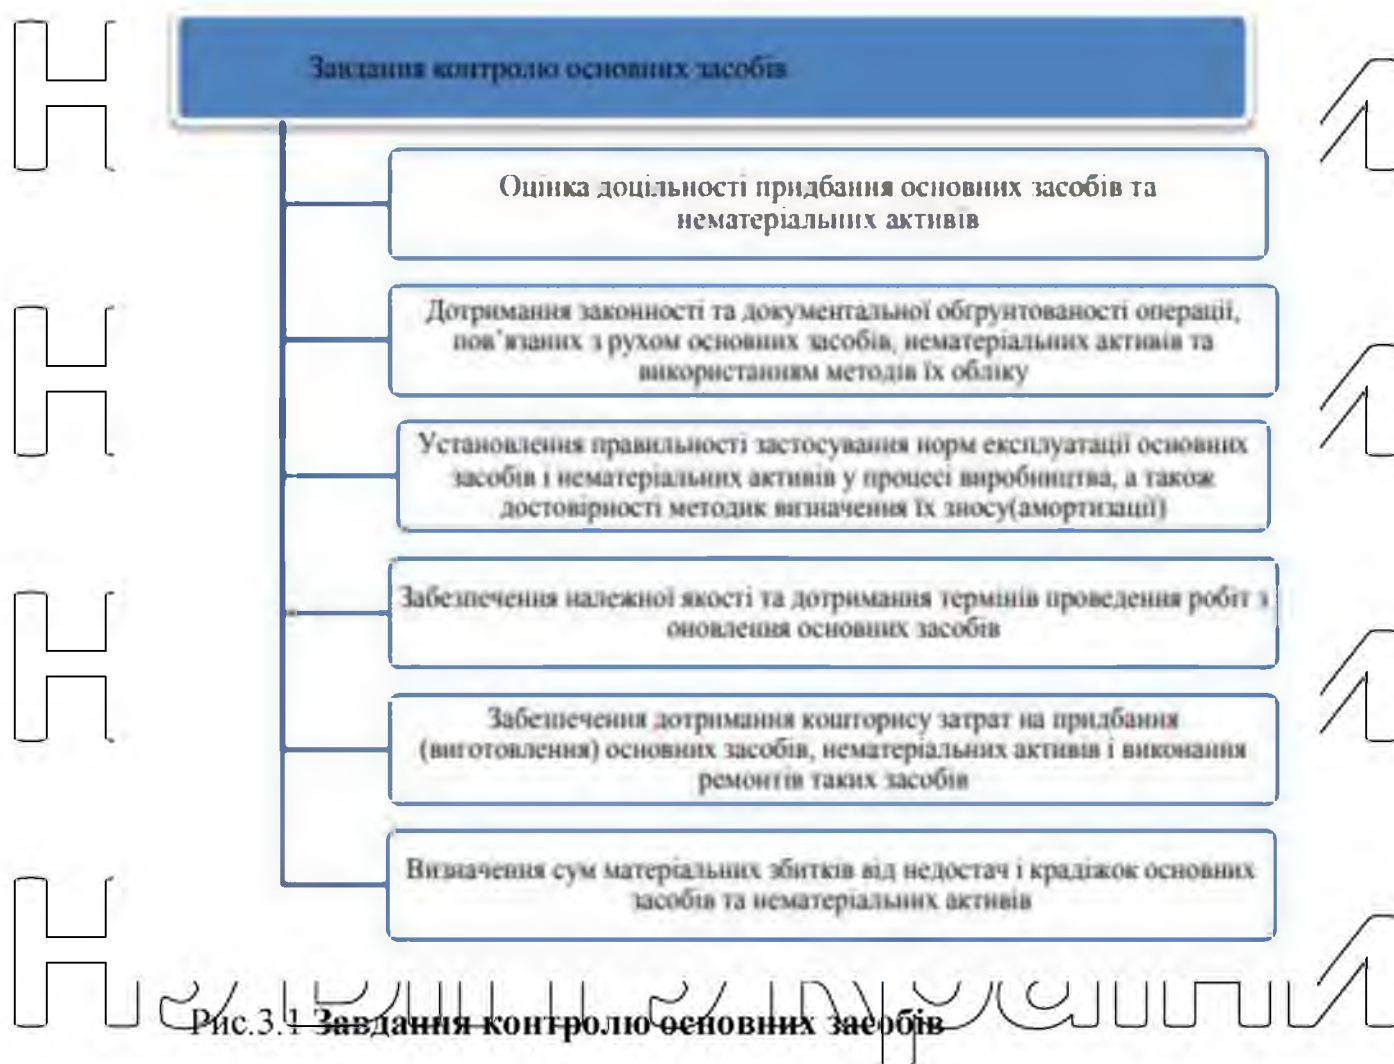 Завдання контролю основних засобів
Оцінка доцільності придбання основних засобів та
нематеріальних активів
Дотримання законності та документальної обґрунтованості операції,
пов’язаних з рухом основних засобів, нематеріальних активів та
використанням методів їх обліку
Установлення правильності застосування норм експлуатації основних
засобів і нематеріальних активів у процесі виробництва, а також
достовірності методик визначення їх зносу(амортизації)
Забезпечення належної якості та дотримання термінів проведення робіт з
оновлення основних засобів
Забезпечення дотримання кошторису затрат на придбання
(виготовлення) основних засобів, нематеріальних активів і виконання
ремонтів таких засобів
Визначення сум матеріальних збитків від недостач і крадіжок основних
засобів та нематеріальних активів
Рис.3.1 Завдання контролю основних засобів